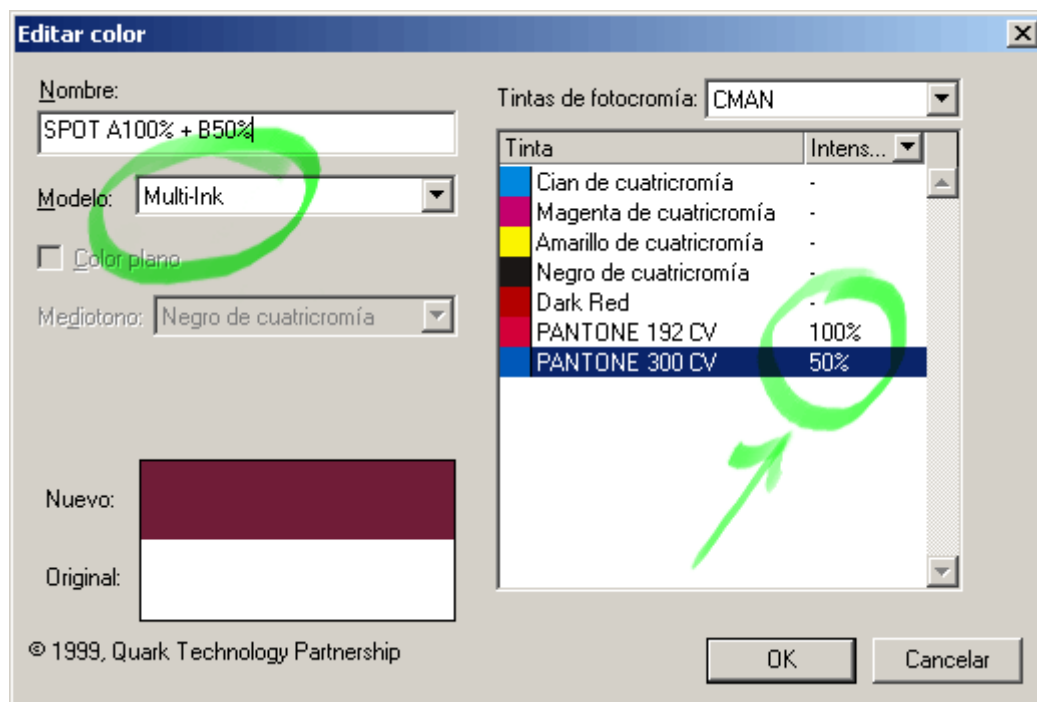 Editar color
Nombre:
SPOT A100% + B50%
Modelo: Multi-Ink
Color plano
Mediotono: Negro de cuatricromía
Nuevo:
Original:
© 1999, Quark Technology Partnership
Tintas de fotocromía: CMAN
Tinta Intens...
Cian de cuatricromía -
Magenta de cuatricromía -
Amarillo de cuatricromía -
Negro de cuatricromía -
Dark Red -
PANTONE 192 CV 100%
PANTONE 300 CV 50%
OK Cancelar